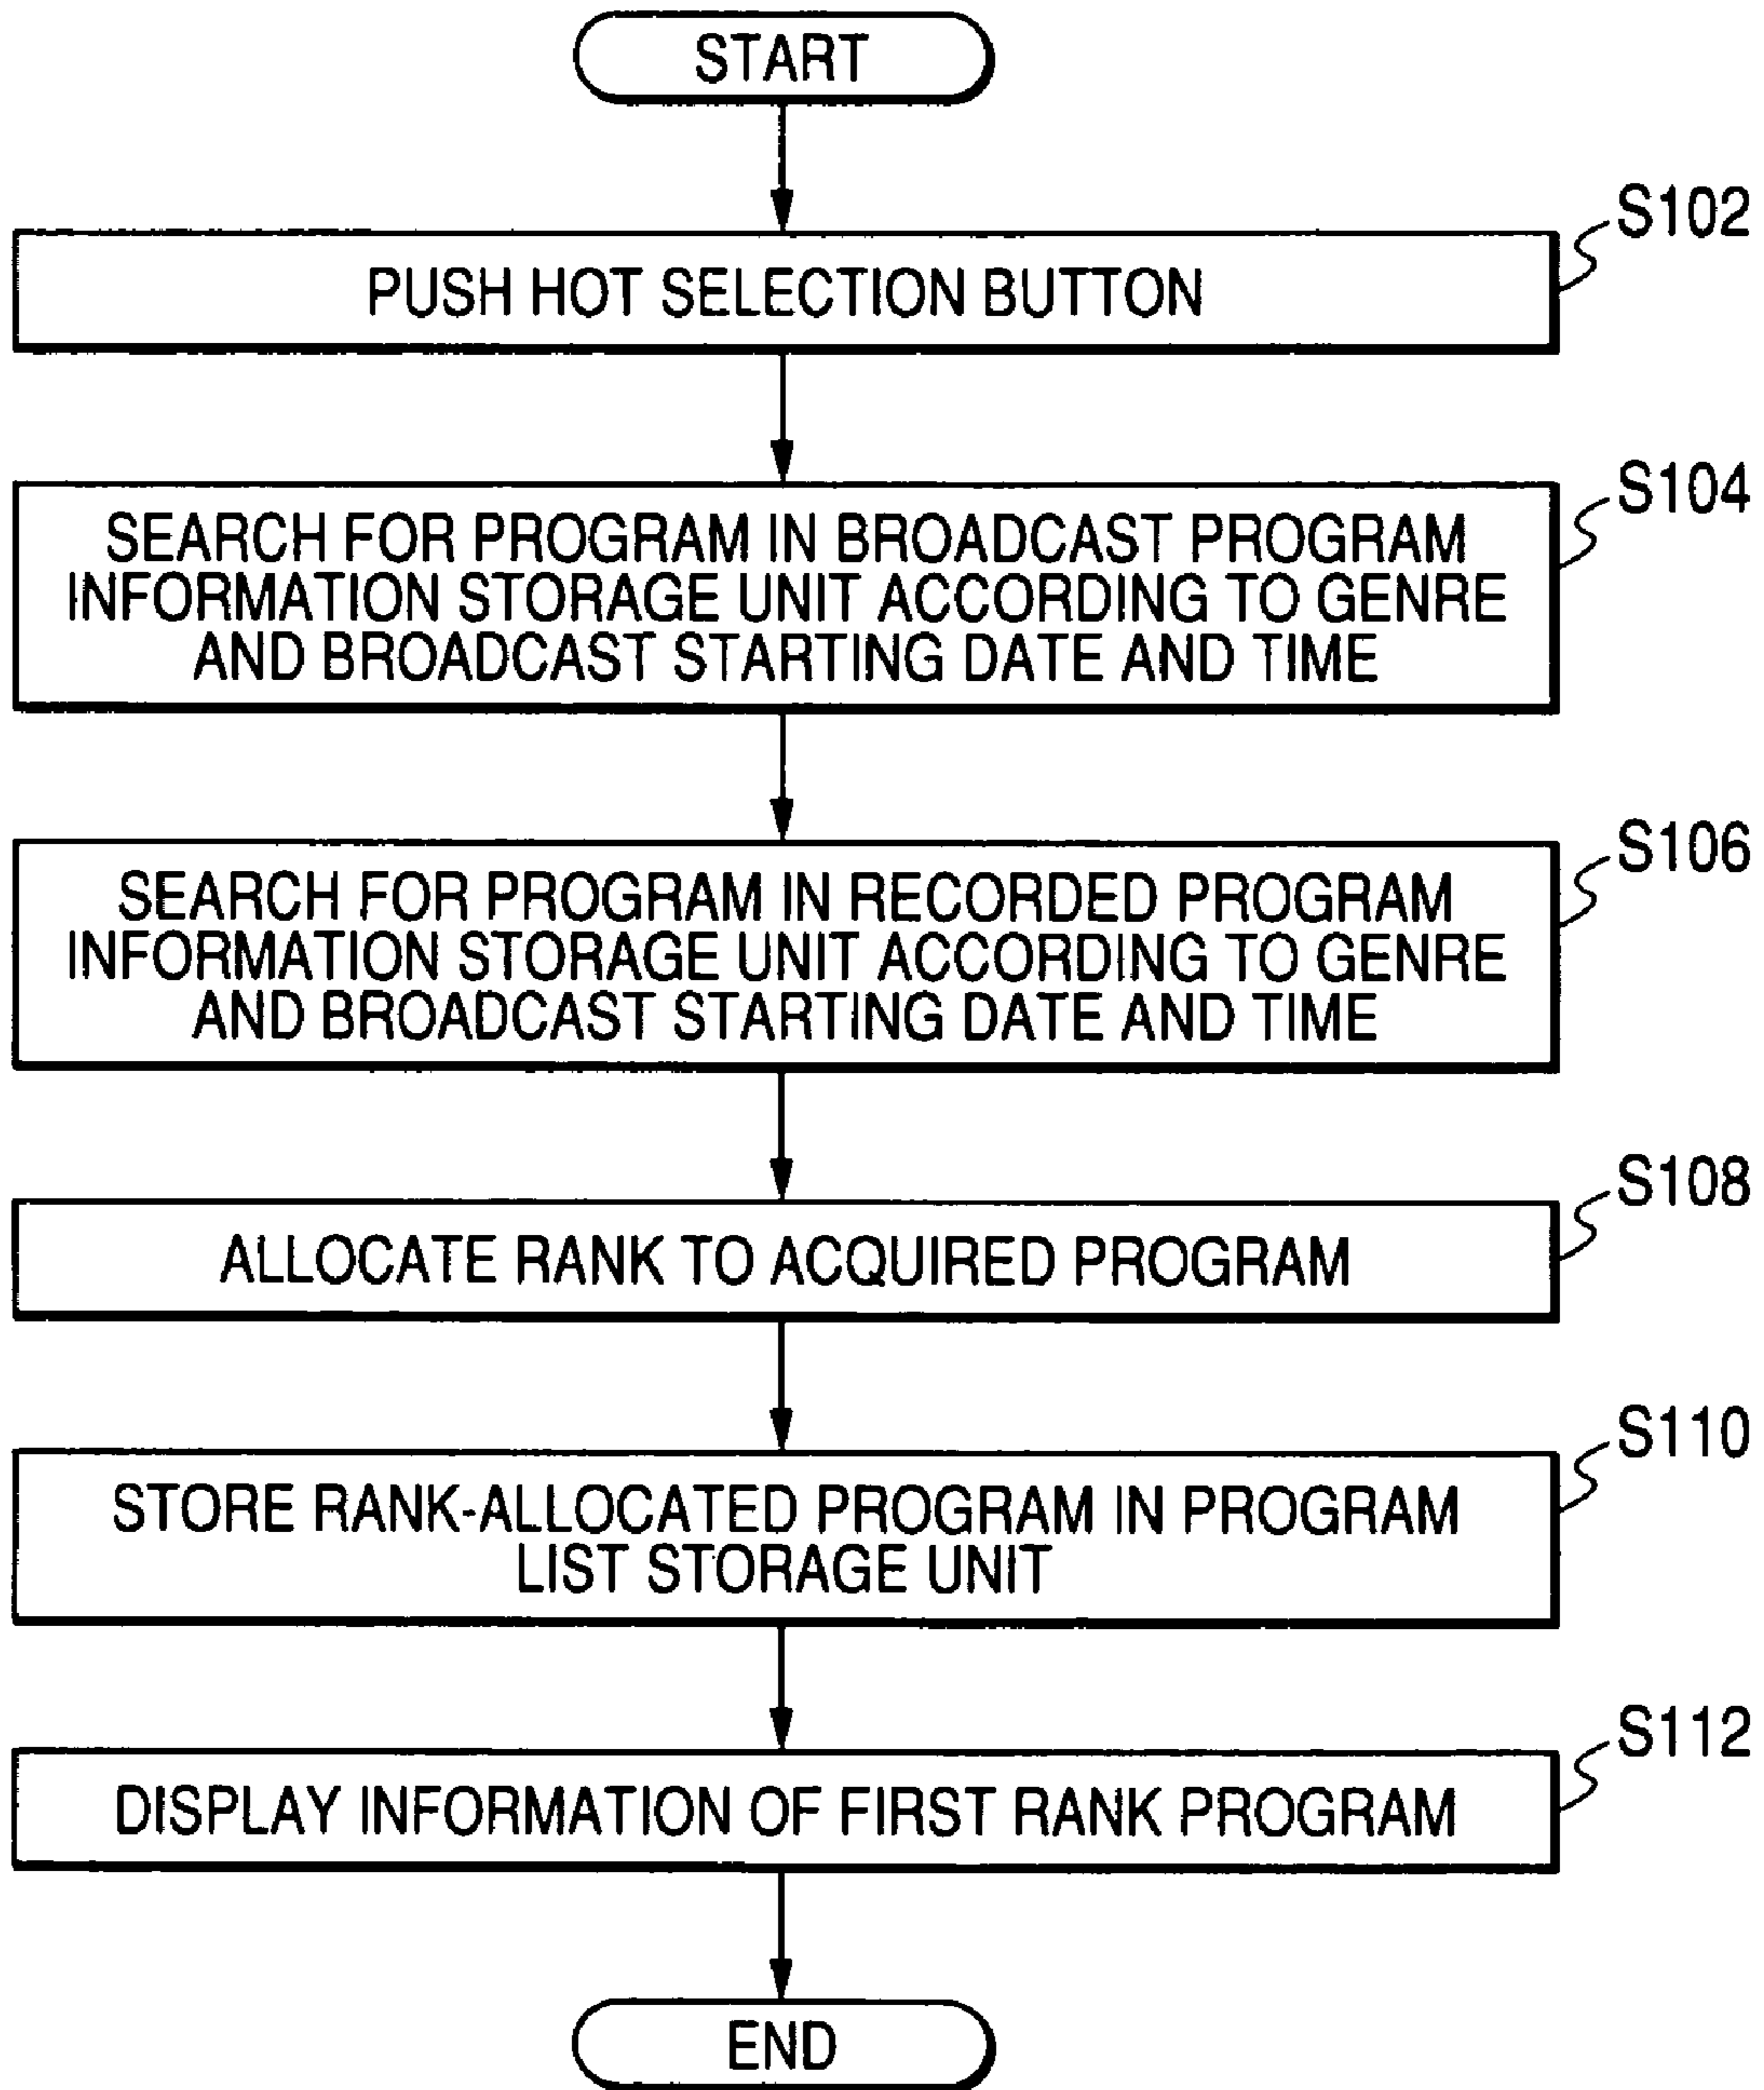 START
S102
PUSH HOT SELECTION BUTTON
S104
SEARCH FOR PROGRAM IN BROADCAST PROGRAM
INFORMATION STORAGE UNIT ACCORDING TO GENRE
AND BROADCAST STARTING DATE AND TIME
S106
SEARCH FOR PROGRAM IN RECORDED PROGRAM
INFORMATION STORAGE UNIT ACCORDING TO GENRE
AND BROADCAST STARTING DATE AND TIME
S108
ALLOCATE RANK TO ACQUIRED PROGRAM
S110
STORE RANK-ALLOCATED PROGRAM IN PROGRAM
LIST STORAGE UNIT
S112
DISPLAY INFORMATION OF FIRST RANK PROGRAM
END